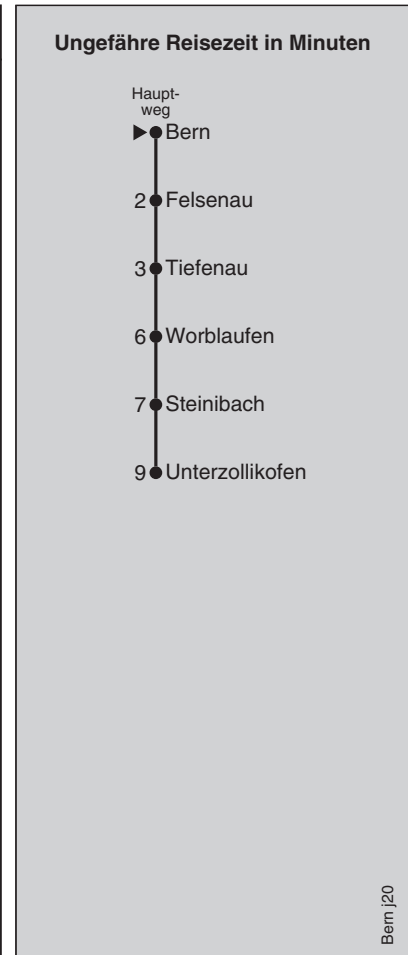 Ungefähre Reisezeit in Minuten
Haupt-
weg
Bern
2 Felsenau
3 Tiefenau
6 Worblaufen
7 Steinibach
9 Unterzollikofen
Bern j20